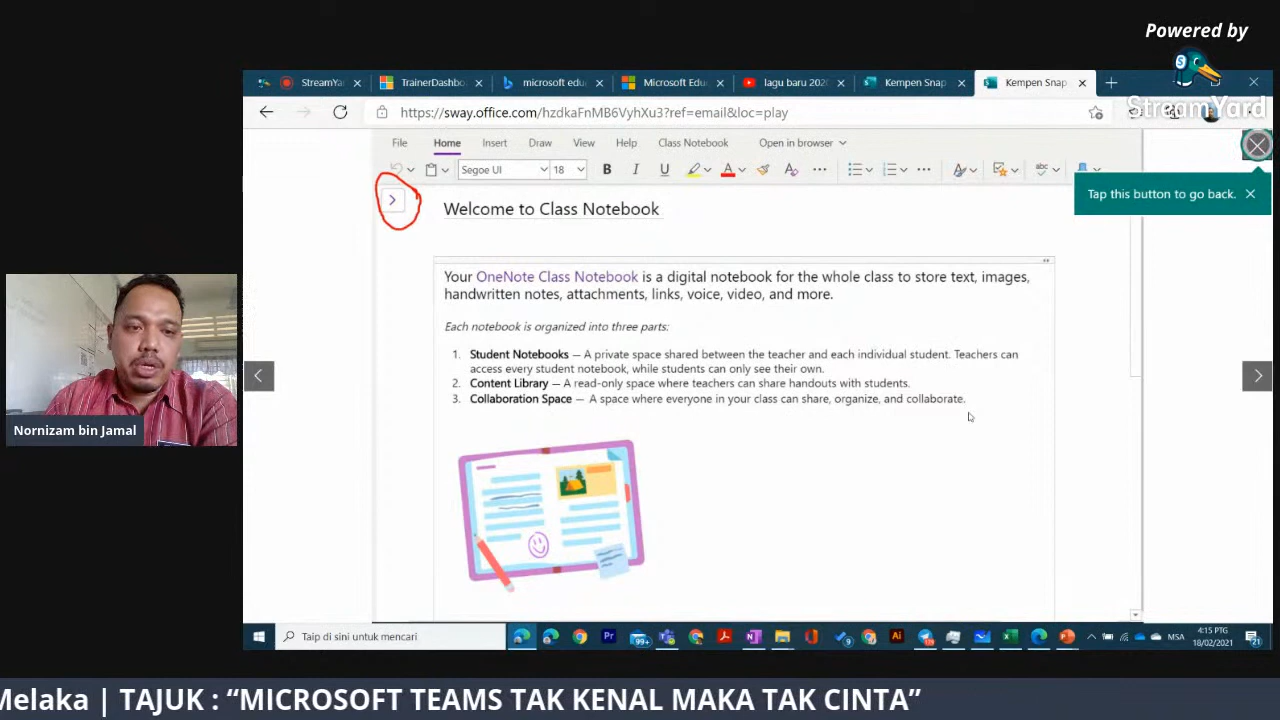 Powered by
StreamYard
StreamYa
TrainerDashbo
microsoft edu
Microsoft Edu
lagu baru 202
Kempen Snap
Kempen Snap
https://sway.office.com/hzdkaFnMB6VyhXu3?ref=email&loc=play
File Home Insert Draw View Help Class Notebook Open in browser
Segoe UI 18 B I U A
Tap this button to go back.
Welcome to Class Notebook
Your OneNote Class Notebook is a digital notebook for the whole class to store text, images,
handwritten notes, attachments, links, voice, video, and more.
Each notebook is organized into three parts:
1. Student Notebooks — A private space shared between the teacher and each individual student. Teachers can
access every student notebook, while students can only see their own.
2. Content Library — A read-only space where teachers can share handouts with students.
3. Collaboration Space — A space where everyone in your class can share, organize, and collaborate.
Nornizam bin Jamal
Taip di sini untuk mencari
Pr
99+
Ai
MSA
4:15 PTG
18/02/2021
21
Melaka | TAJUK : “MICROSOFT TEAMS TAK KENAL MAKA TAK CINTA”